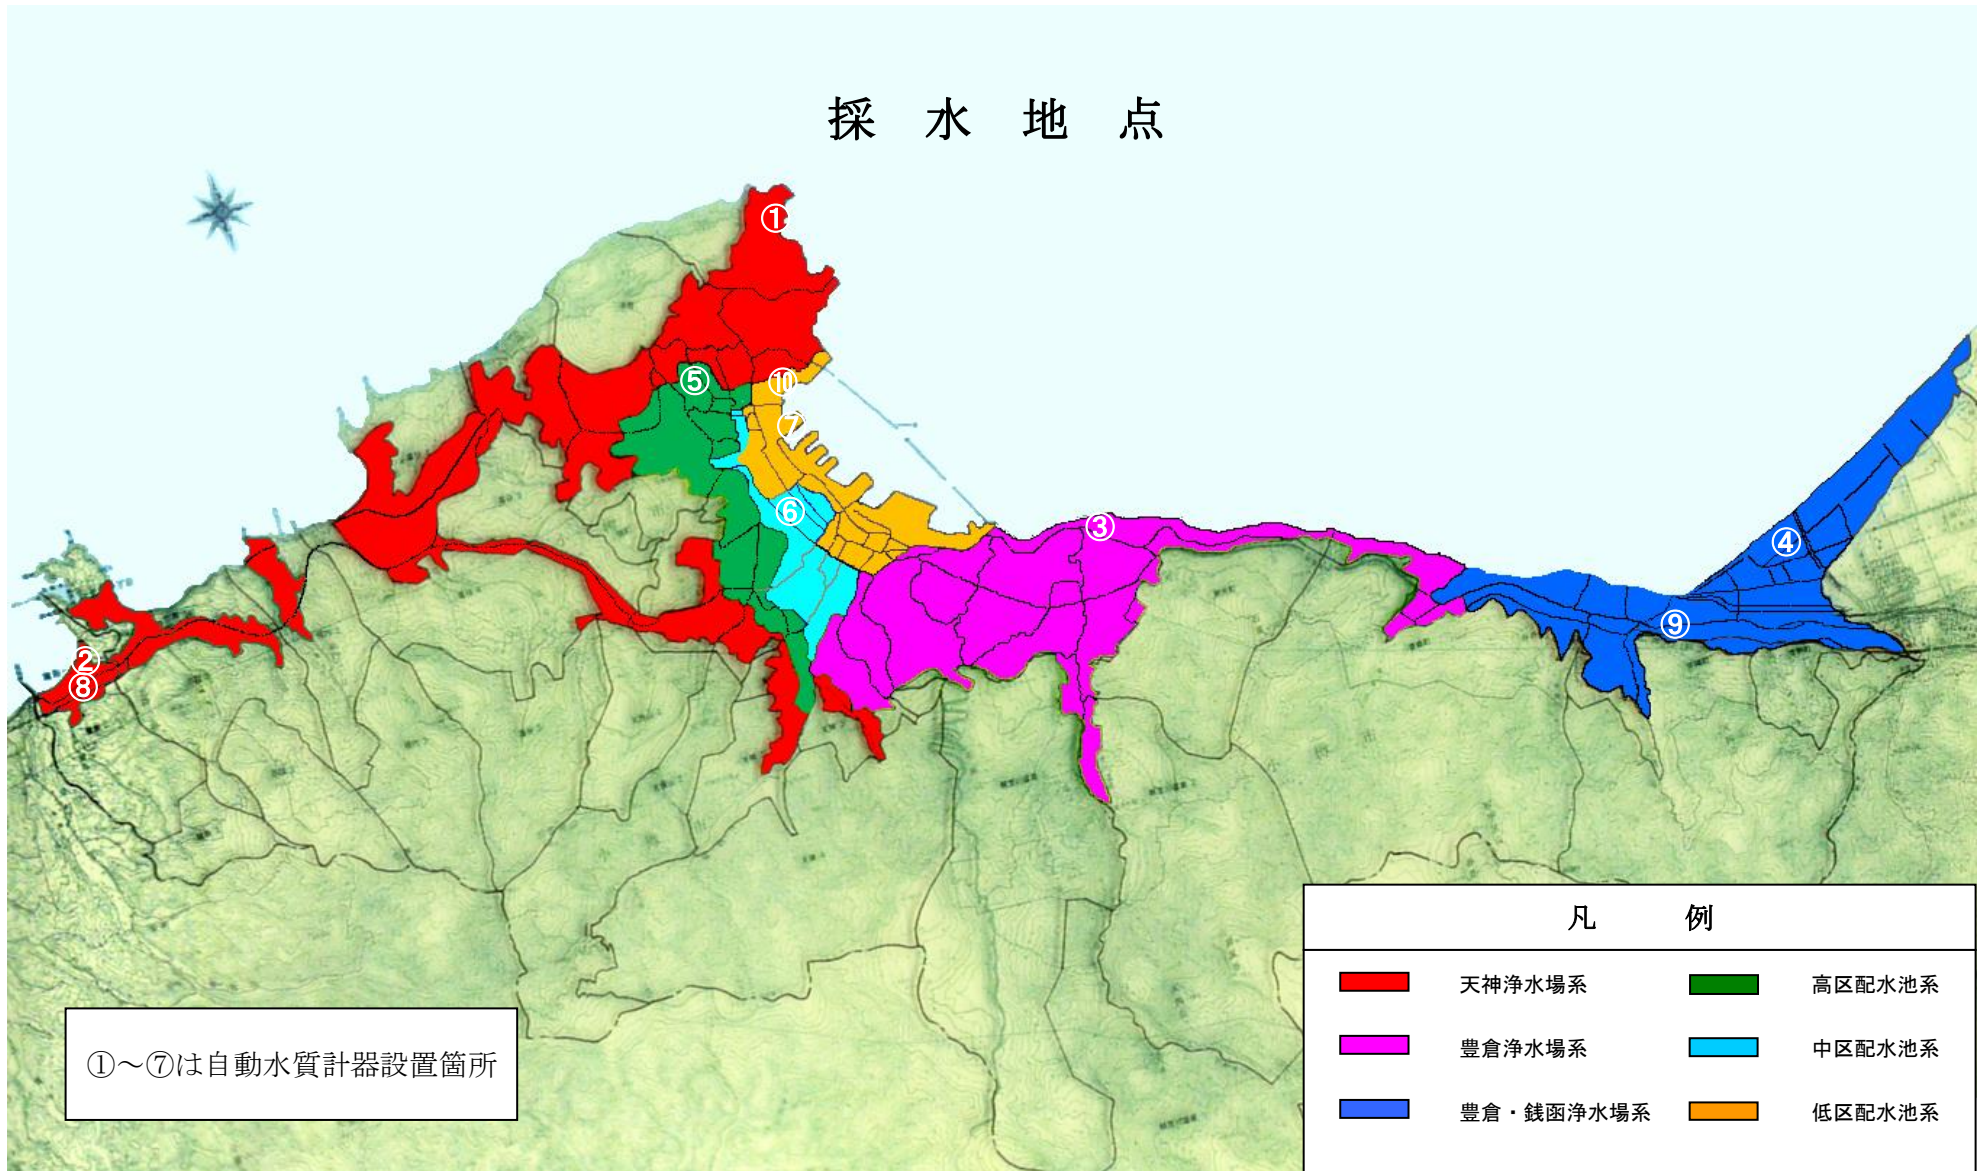 採水地点
①
⑤
⑩
⑦
⑥
③
④
⑨
②
⑧
凡例
天神浄水場系
高区配水池系
豊倉浄水場系
中区配水池系
豊倉・銭函浄水場系
低区配水池系
①～⑦は自動水質計器設置箇所